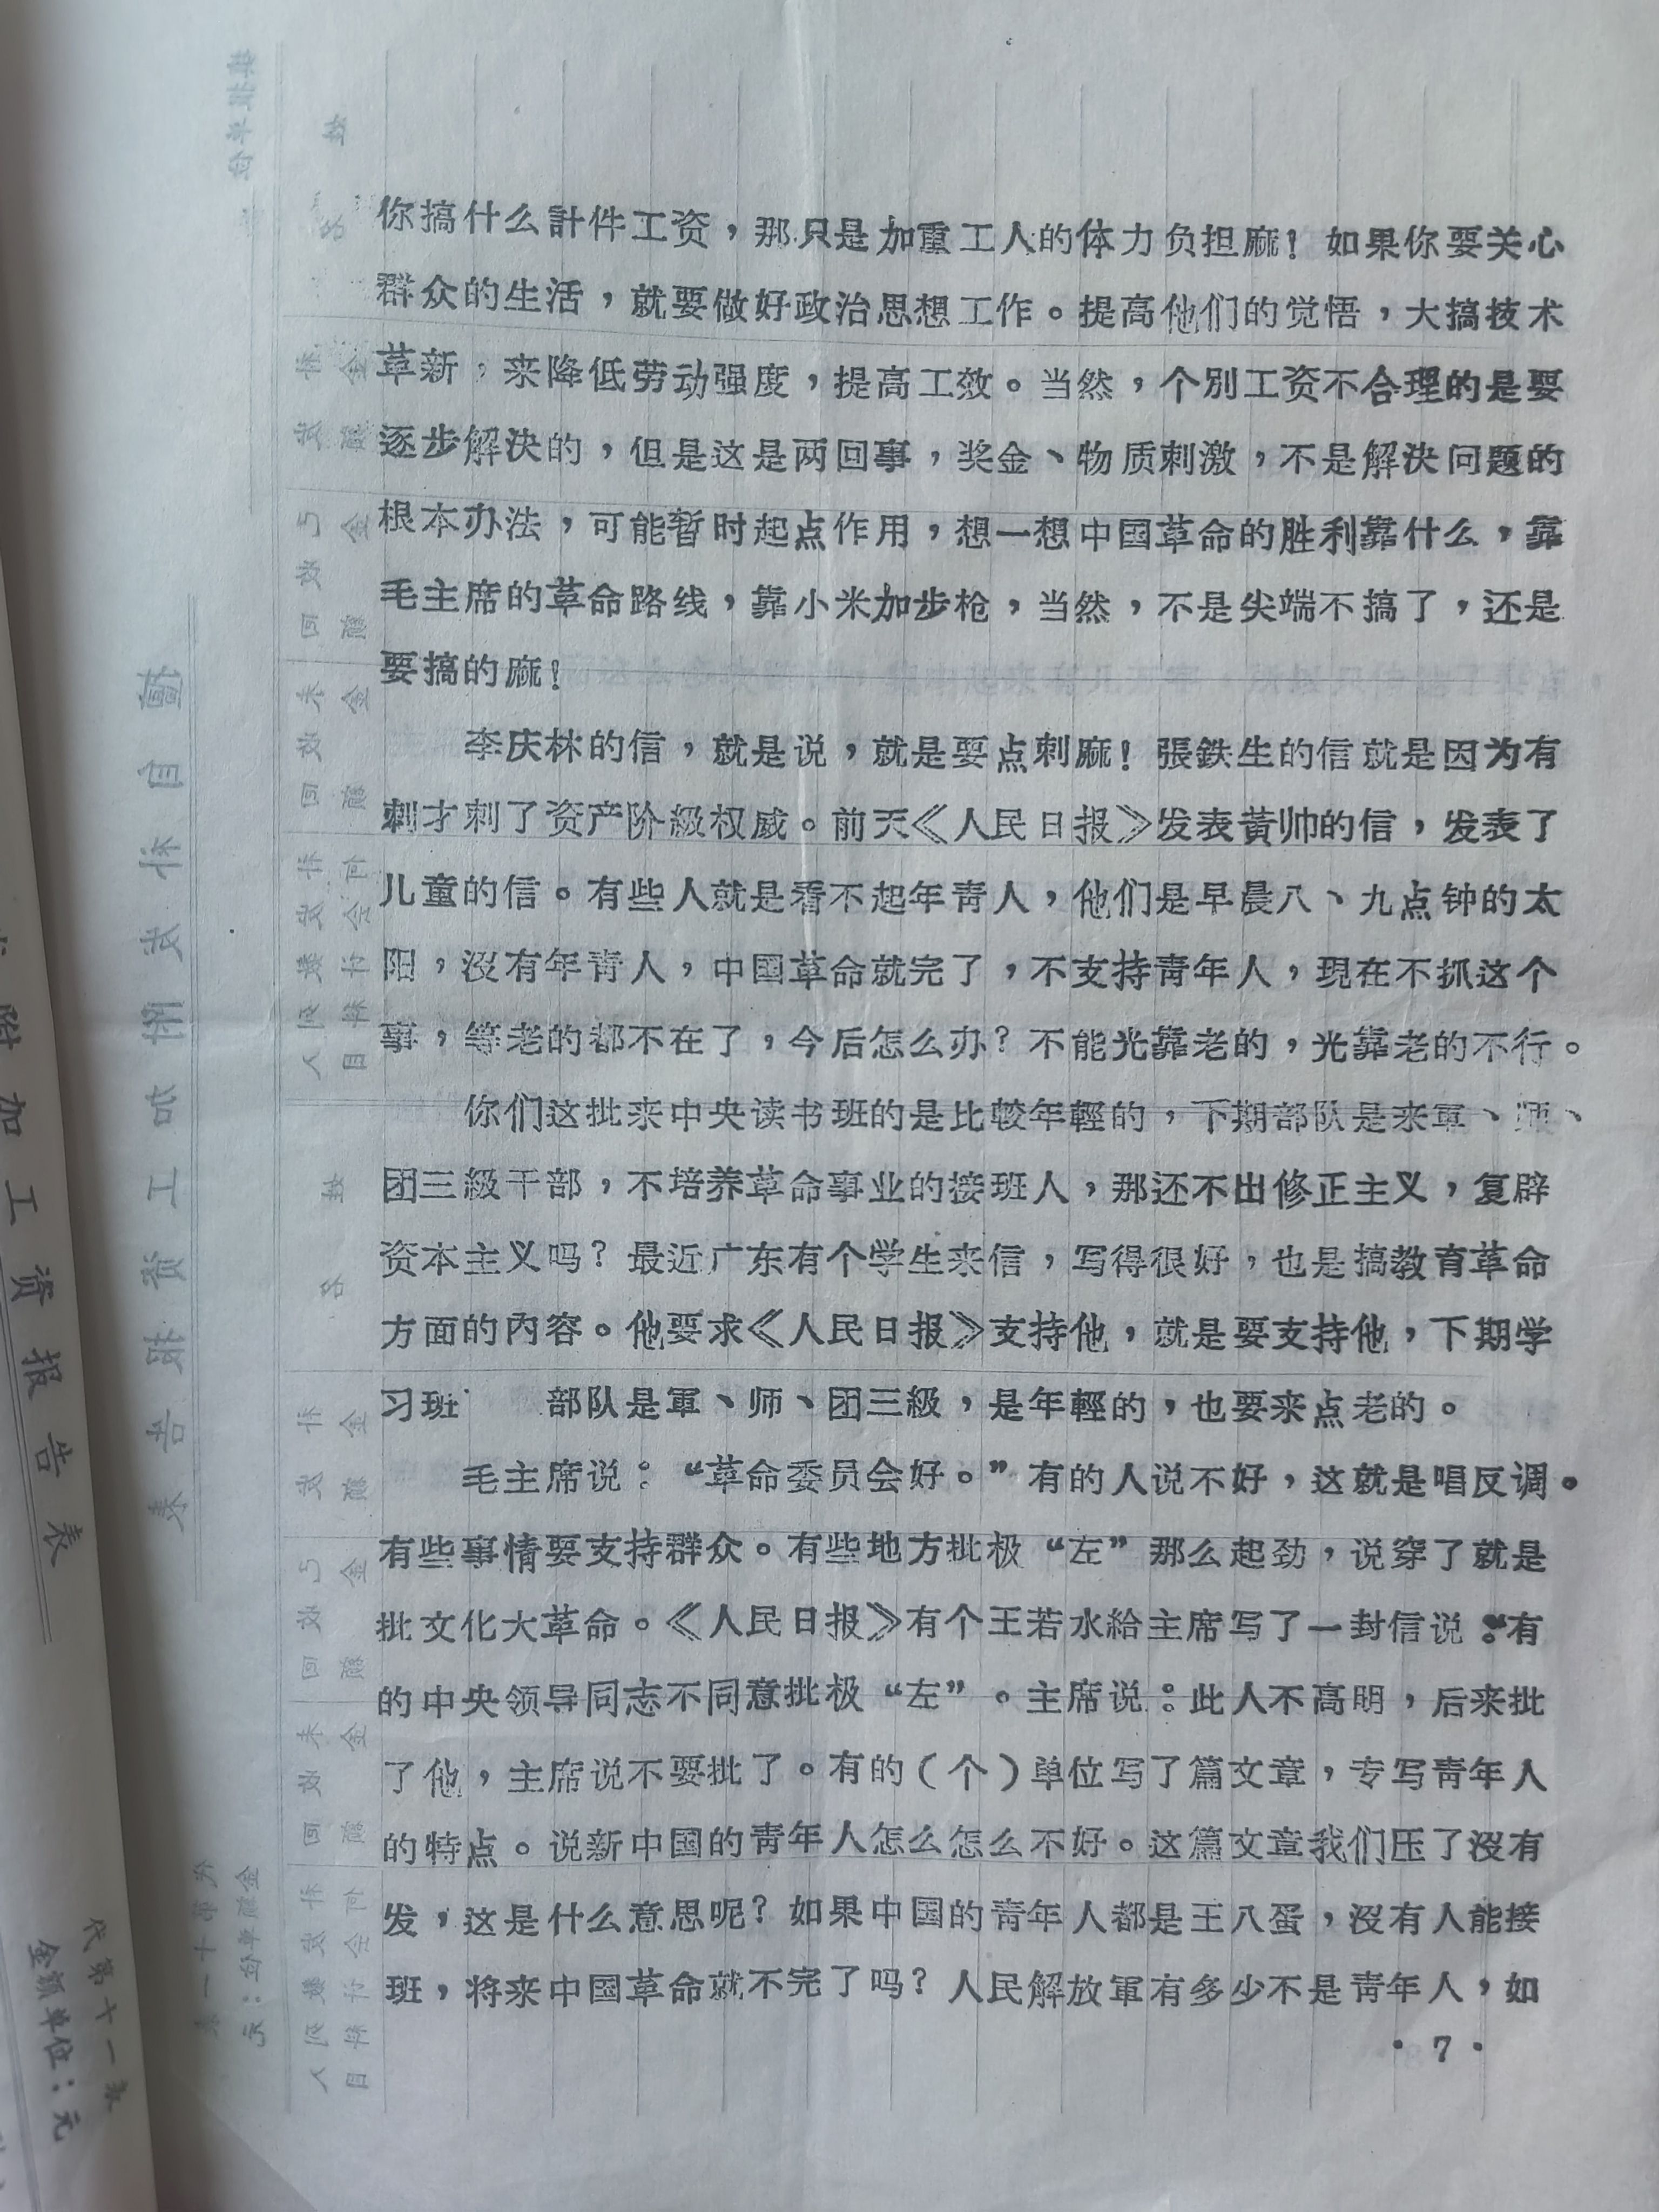 你搞什么計件工资，那只是加重工人的体力负担麻！如果你要关心
群众的生活，就要做好政治思想工作。提高他们的觉悟，大搞技术
革新，来降低劳动强度，提高工效。当然，个别工资不合理的是要
逐步解决的，但是这是两回事，奖金、物质刺激，不是解决问题的
根本办法，可能暂时起点作用，想一想中国革命的胜利靠什么，靠
毛主席的革命路线，靠小米加步枪，当然，不是尖端不搞了，还是
要搞的麻！
李庆林的信，就是说，就是要点刺麻！張鉄生的信就是因为有
刺才刺了资产阶級权威。前天《人民日报》发表黄帅的信，发表了
儿童的信。有些人就是看不起年青人，他们是早晨八、九点钟的太
阳，沒有年青人，中国革命就完了，不支持青年人，现在不抓这个
事，等老的都不在了，今后怎么办？不能光靠老的，光靠老的不行。
你们这批来中央读书班的是比较年輕的，下期部队是来軍、师、
团三級干部，不培养革命事业的接班人，那还不出修正主义，复辟
资本主义吗？最近广东有个学生来信，写得很好，也是搞教育革命
方面的内容。他要求《人民日报》支持他，就是要支持他，下期学
习班　　部队是軍、师、团三級，是年輕的，也要来点老的。
毛主席说：“革命委员会好。”有的人说不好，这就是唱反调。
有些事情要支持群众。有些地方批极“左”那么起劲，说穿了就是
批文化大革命。《人民日报》有个王若水給主席写了一封信说：有
的中央领导同志不同意批极“左”。主席说：此人不高明，后来批
了他，主席说不要批了。有的（个）单位写了篇文章，专写青年人
的特点。说新中国的青年人怎么怎么不好。这篇文章我们压了沒有
发，这是什么意思呢？如果中国的青年人都是王八蛋，沒有人能接
班，将来中国革命就不完了吗？人民解放軍有多少不是青年人，如
·7·
附加工资报告表
代第十一表
金额单位：元